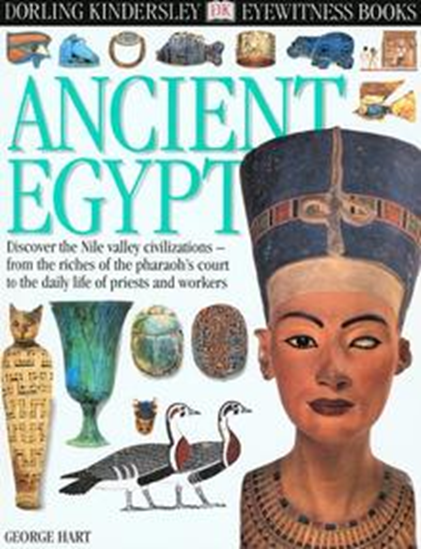 DORLING KINDERSLEY DK EYEWITNESS BOOKS
ANCIENT
EGYPT
Discover the Nile valley civilizations –
from the riches of the pharaoh's court
to the daily life of priests and workers
GEORGE HART